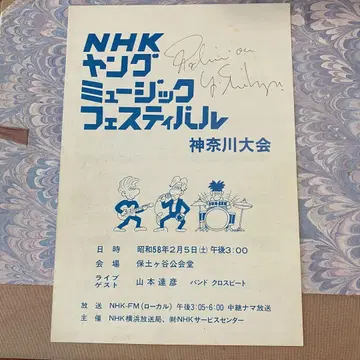 NHK
ヤング
ミュージック
フェスティバル
神奈川大会
日 時 昭和58年2月5日(土)午後3:00
会 場 保土ヶ谷公会堂
ライブゲスト 山本達彦 バンド クロスビート
放 送 NHK-FM(ローカル) 午後3:05-6:00 中継ナマ放送
主 催 NHK横浜放送局、㈶NHKサービスセンター